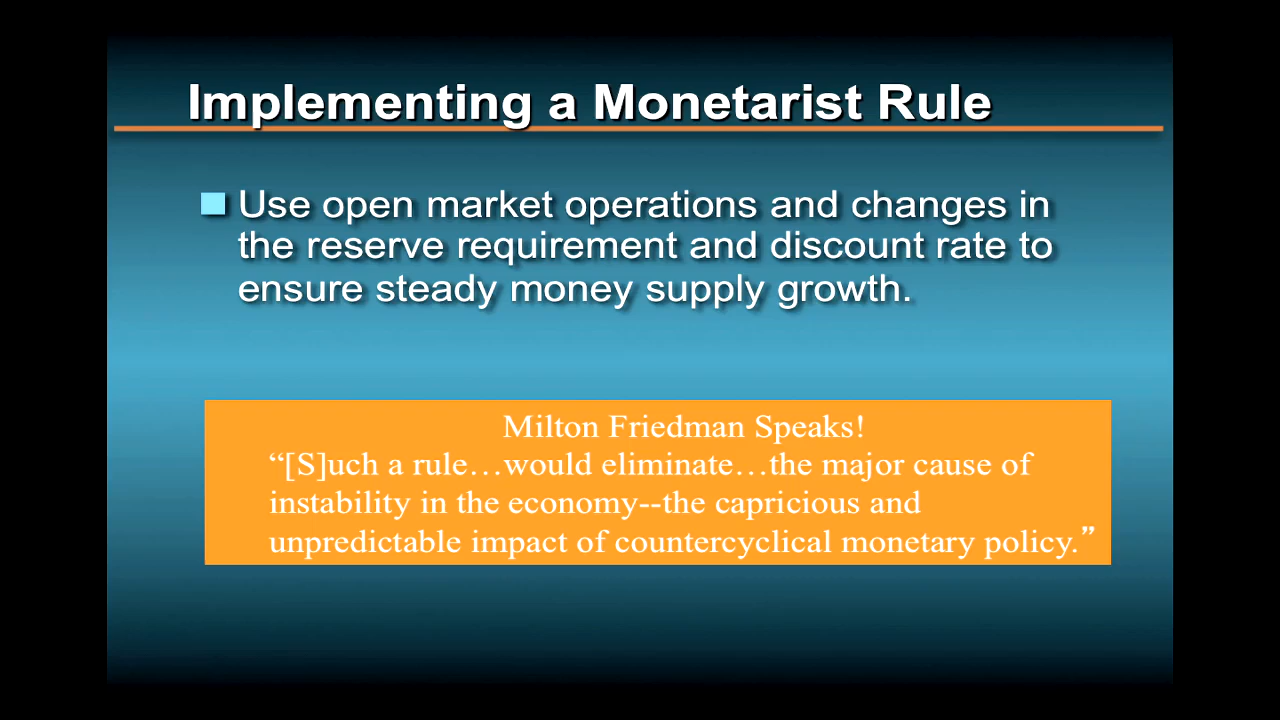 Implementing a Monetarist Rule
Use open market operations and changes in
the reserve requirement and discount rate to
ensure steady money supply growth.
Milton Friedman Speaks!
“[S]uch a rule…would eliminate…the major cause of
instability in the economy--the capricious and
unpredictable impact of countercyclical monetary policy.”